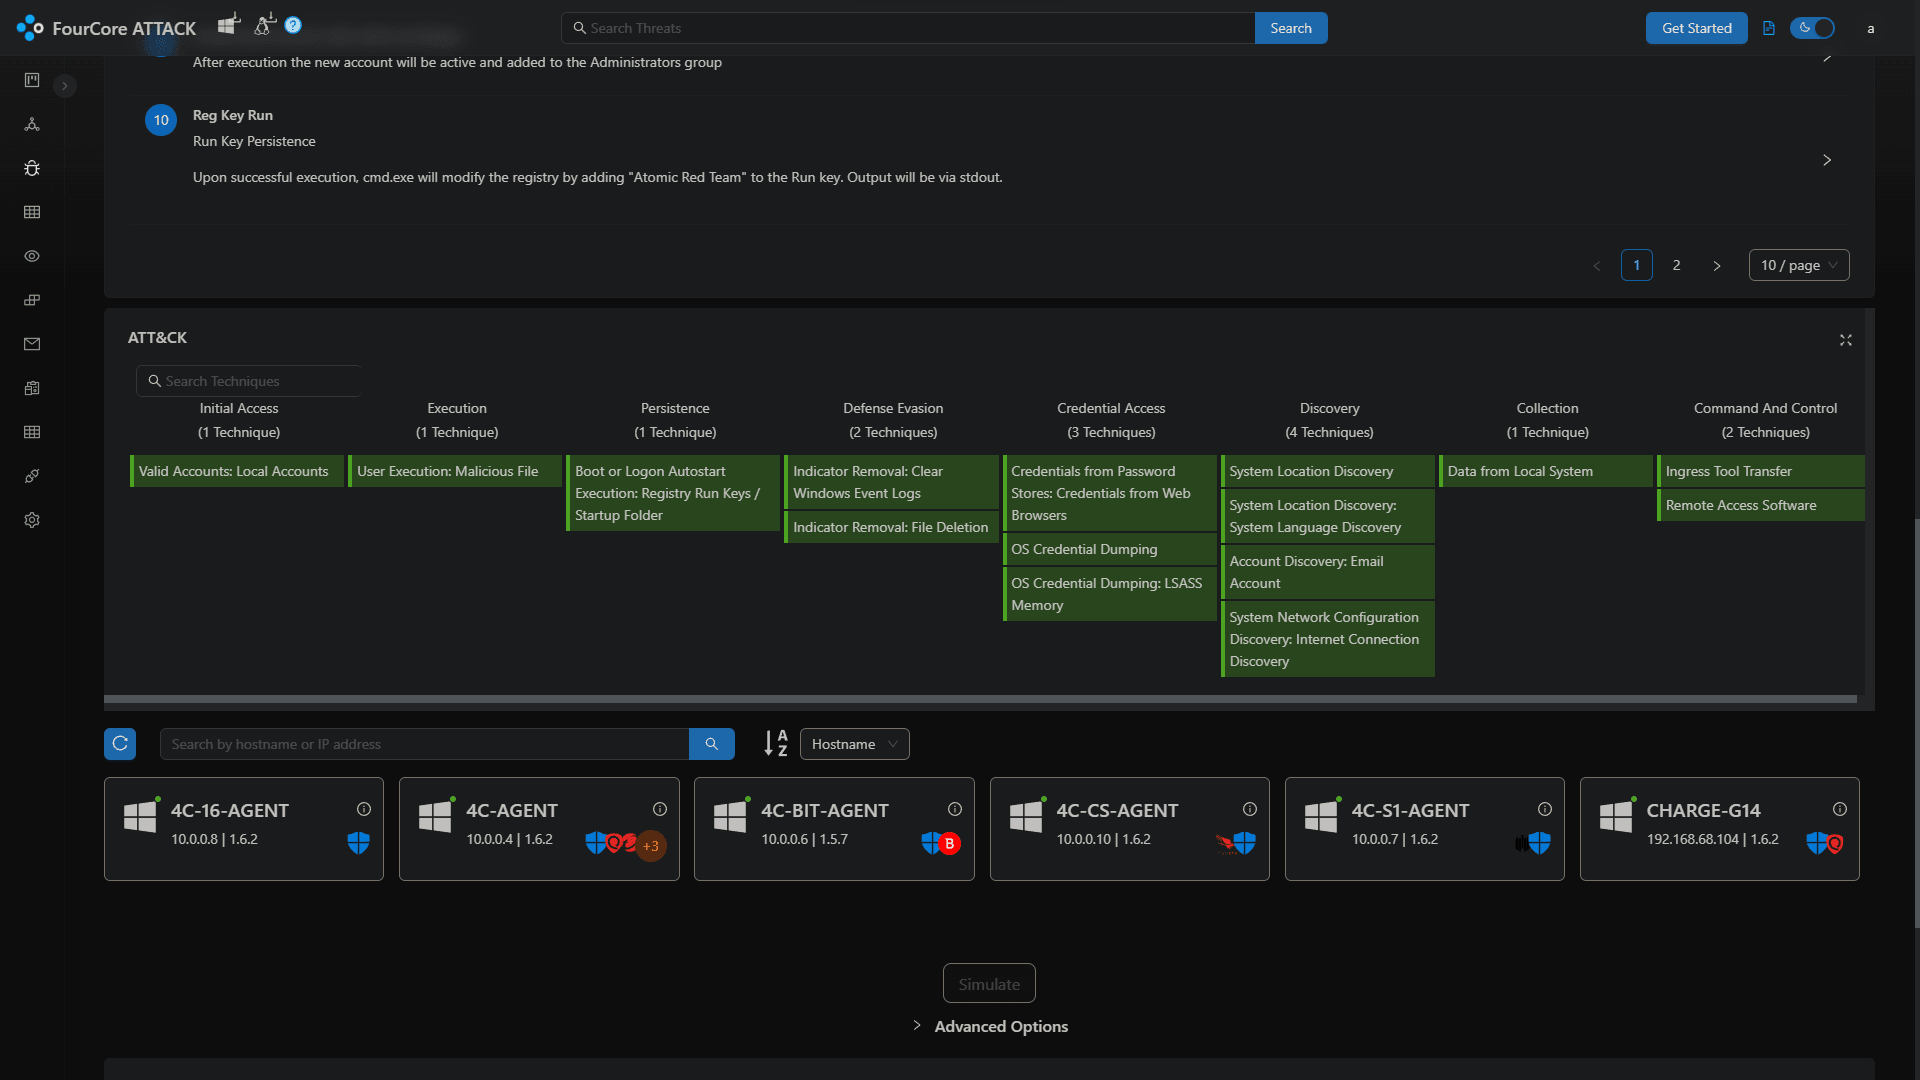 FourCore ATTACK
Search Threats
Search
Get Started
a
After execution the new account will be active and added to the Administrators group
10
Reg Key Run
Run Key Persistence
Upon successful execution, cmd.exe will modify the registry by adding "Atomic Red Team" to the Run key. Output will be via stdout.
1
2
10 / page
ATT&CK
Search Techniques
Initial Access
(1 Technique)
Valid Accounts: Local Accounts
Execution
(1 Technique)
User Execution: Malicious File
Persistence
(1 Technique)
Boot or Logon Autostart
Execution: Registry Run Keys /
Startup Folder
Defense Evasion
(2 Techniques)
Indicator Removal: Clear
Windows Event Logs
Indicator Removal: File Deletion
Credential Access
(3 Techniques)
Credentials from Password
Stores: Credentials from Web
Browsers
OS Credential Dumping
OS Credential Dumping: LSASS
Memory
Discovery
(4 Techniques)
System Location Discovery
System Location Discovery:
System Language Discovery
Account Discovery: Email
Account
System Network Configuration
Discovery: Internet Connection
Discovery
Collection
(1 Technique)
Data from Local System
Command And Control
(2 Techniques)
Ingress Tool Transfer
Remote Access Software
Search by hostname or IP address
A
Z
Hostname
4C-16-AGENT
10.0.0.8 | 1.6.2
4C-AGENT
10.0.0.4 | 1.6.2
+3
4C-BIT-AGENT
10.0.0.6 | 1.5.7
B
4C-CS-AGENT
10.0.0.10 | 1.6.2
4C-S1-AGENT
10.0.0.7 | 1.6.2
CHARGE-G14
192.168.68.104 | 1.6.2
Simulate
Advanced Options